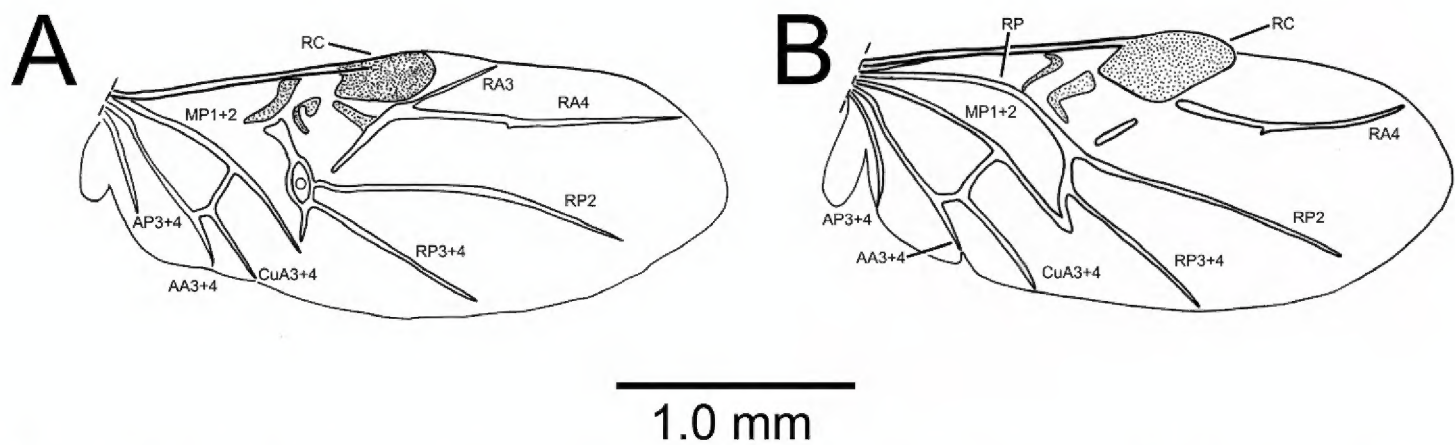 A
RC
RA3
RA4
MP1+2
RP2
AP3+4
RP3+4
AA3+4
CuA3+4
B
RP
RC
MP1+2
RA4
AP3+4
RP2
AA3+4
CuA3+4
RP3+4
1.0 mm